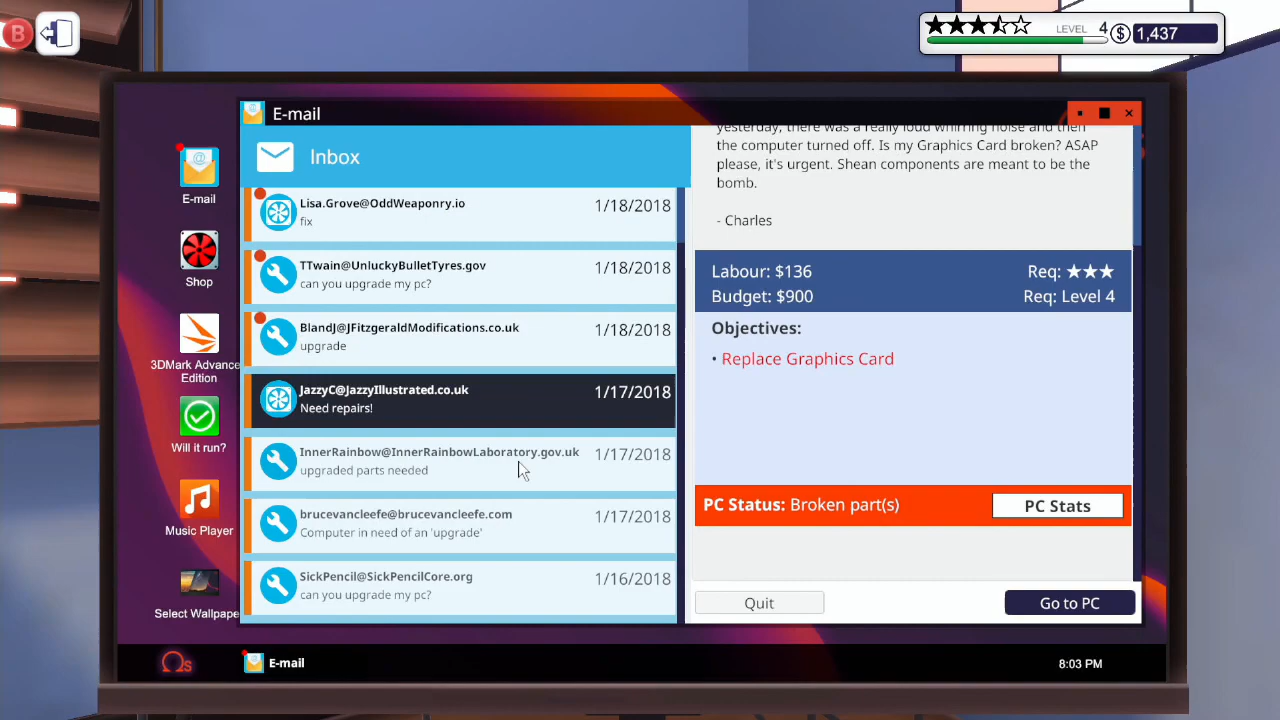 B
LEVEL 4 $ 1,437
E-mail
Inbox
E-mail
Shop
3DMark Advance
Edition
Will it run?
Music Player
Select Wallpape
Lisa.Grove@OddWeaponry.io 1/18/2018
fix
TTwain@UnluckyBulletTyres.gov 1/18/2018
can you upgrade my pc?
BlandJ@JFitzgeraldModifications.co.uk 1/18/2018
upgrade
JazzyC@JazzyIllustrated.co.uk 1/17/2018
Need repairs!
InnerRainbow@InnerRainbowLaboratory.gov.uk 1/17/2018
upgraded parts needed
brucevancleefe@brucevancleefe.com 1/17/2018
Computer in need of an 'upgrade'
SickPencil@SickPencilCore.org 1/16/2018
can you upgrade my pc?
yesterday, there was a really loud whirring noise and then
the computer turned off. Is my Graphics Card broken? ASAP
please, it's urgent. Shean components are meant to be the
bomb.
- Charles
Labour: $136 Req: ★★★
Budget: $900 Req: Level 4
Objectives:
• Replace Graphics Card
PC Status: Broken part(s) PC Stats
Quit Go to PC
Ωs E-mail 8:03 PM